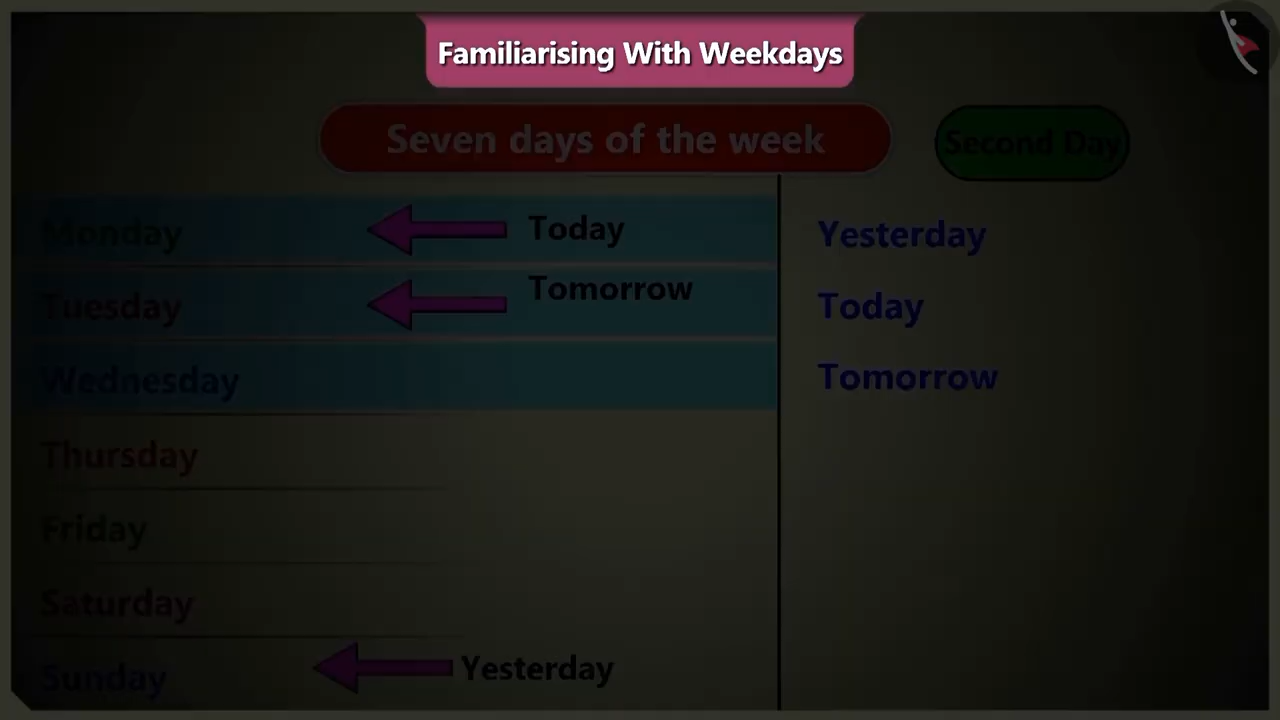 Familiarising With Weekdays
Seven days of the week
Second Day
Monday
Today
Yesterday
Tuesday
Tomorrow
Today
Wednesday
Tomorrow
Thursday
Friday
Saturday
Sunday
Yesterday